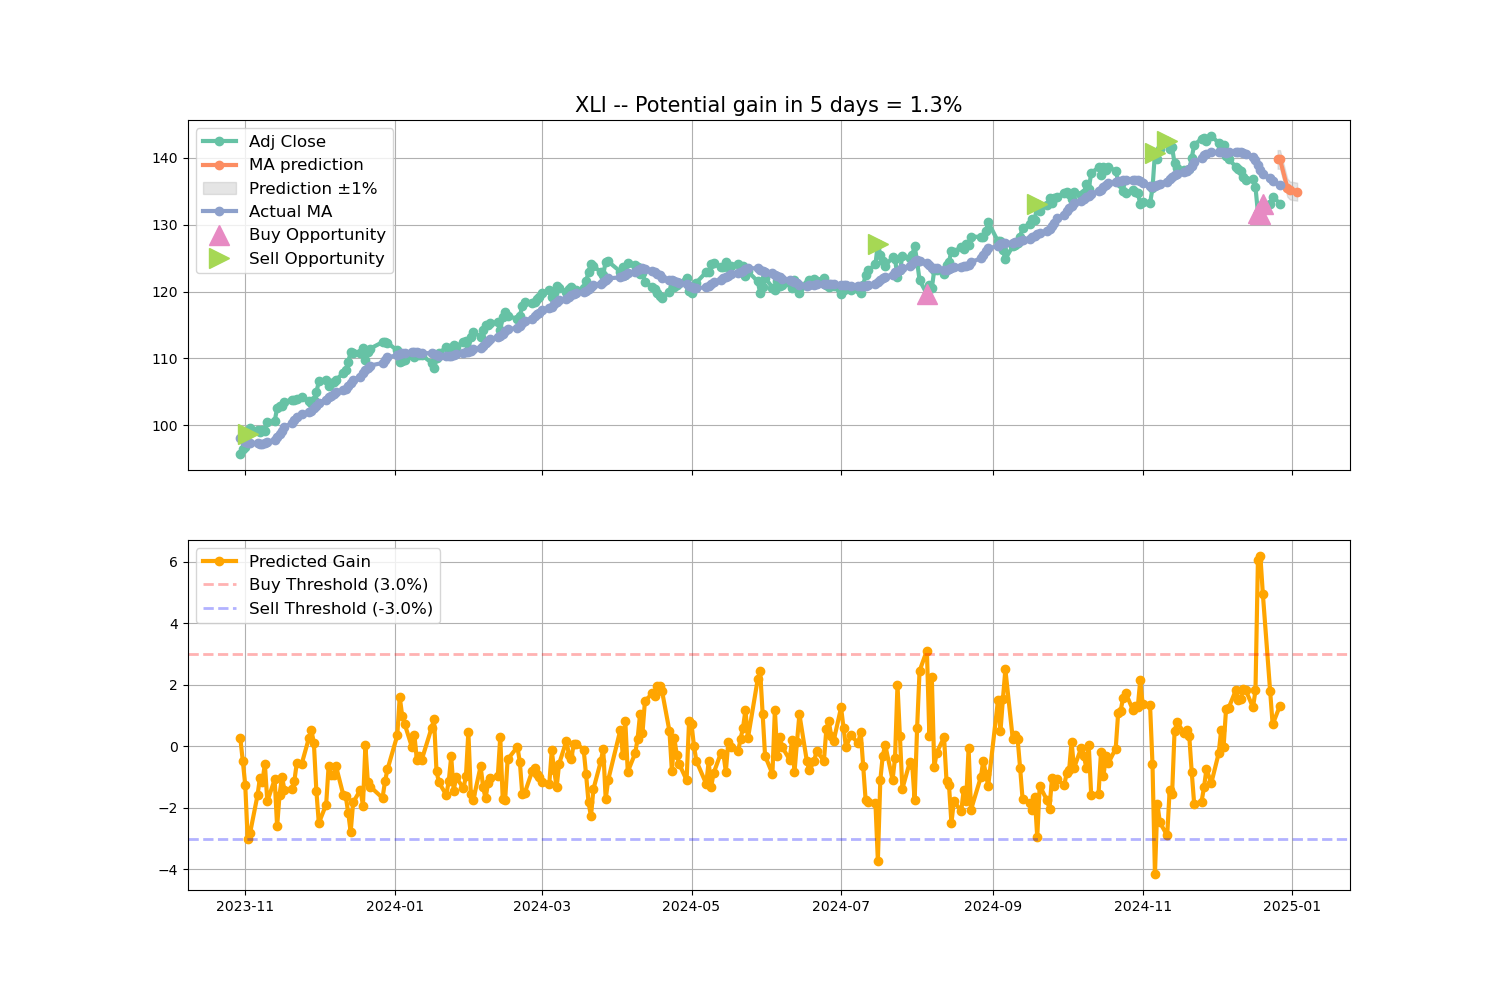 XLI -- Potential gain in 5 days = 1.3%
Adj Close
MA prediction
Prediction ±1%
Actual MA
Buy Opportunity
Sell Opportunity
140
130
120
110
100
Predicted Gain
Buy Threshold (3.0%)
Sell Threshold (-3.0%)
6
4
2
0
−2
−4
2023-11
2024-01
2024-03
2024-05
2024-07
2024-09
2024-11
2025-01